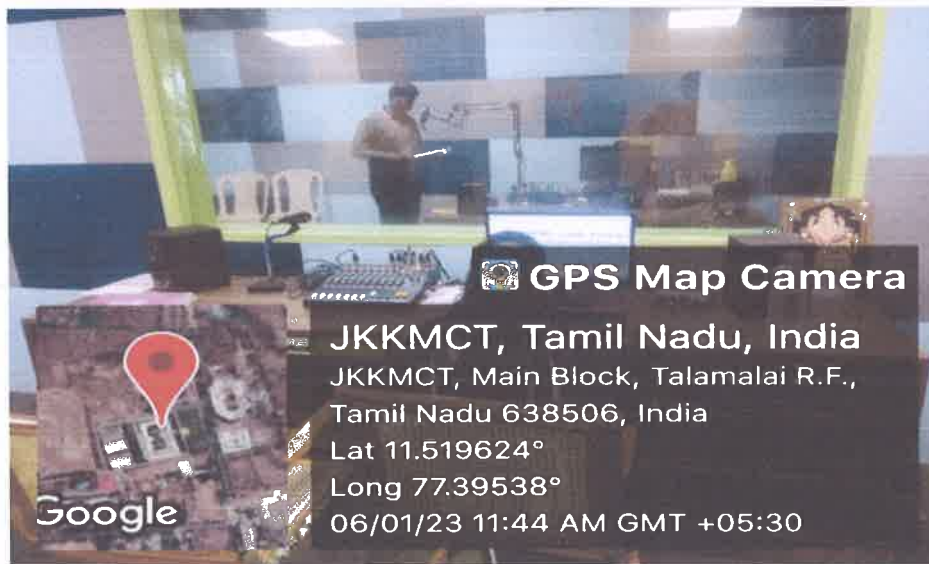 GPS Map Camera
JKKMCT, Tamil Nadu, India
JKKMCT, Main Block, Talamalai R.F.,
Tamil Nadu 638506, India
Lat 11.519624°
Long 77.39538°
06/01/23 11:44 AM GMT +05:30
Google